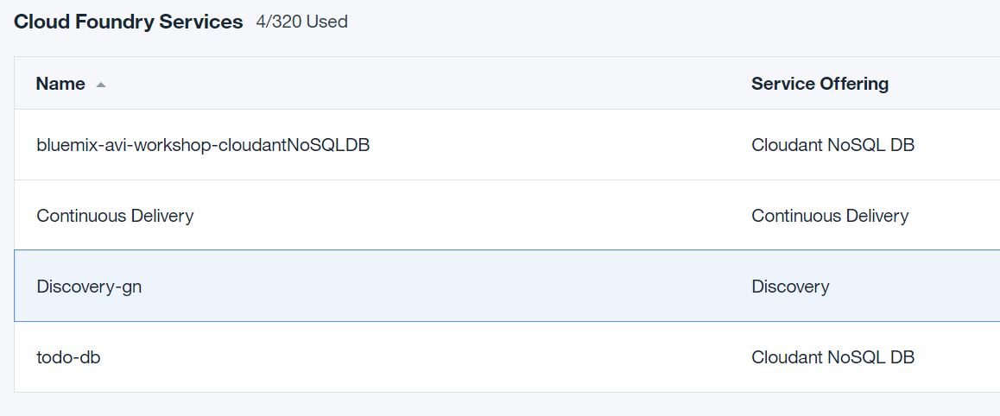 Cloud Foundry Services 4/320 Used
Name Service Offering
bluemix-avi-workshop-cloudantNoSQLDB Cloudant NoSQL DB
Continuous Delivery Continuous Delivery
Discovery-gn Discovery
todo-db Cloudant NoSQL DB